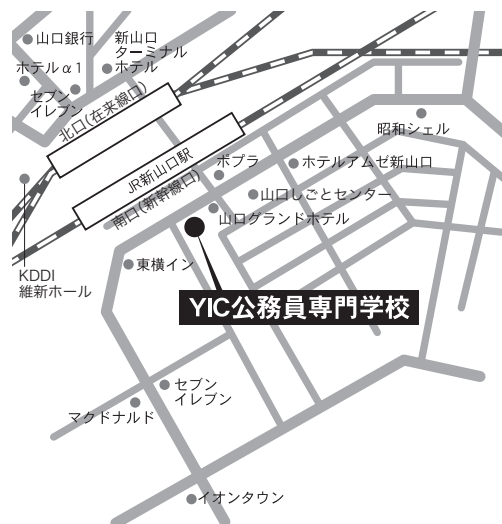 山口銀行
新山口
ターミナル
ホテル
ホテルα1
セブン
イレブン
北口(在来線口)
JR新山口駅
南口(新幹線口)
昭和シェル
ポプラ
ホテルアムゼ新山口
山口しごとセンター
山口グランドホテル
KDDI
維新ホール
東横イン
YIC公務員専門学校
セブン
イレブン
マクドナルド
イオンタウン